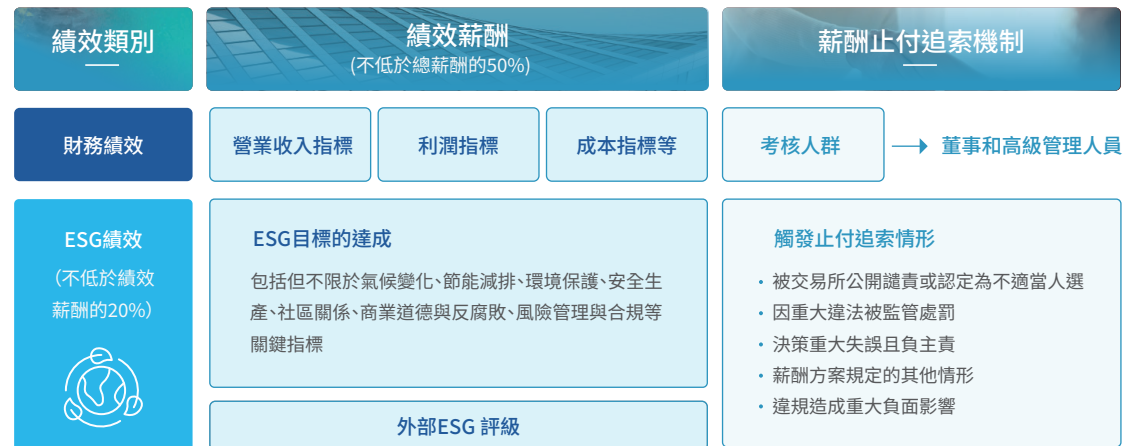 績效類別
績效薪酬
(不低於總薪酬的50%)
薪酬止付追索機制
財務績效
營業收入指標
利潤指標
成本指標等
考核人群
董事和高級管理人員
ESG績效
（不低於績效
薪酬的20%）
ESG目標的達成
包括但不限於氣候變化、節能減排、環境保護、安全生
產、社區關係、商業道德與反腐敗、風險管理與合規等
關鍵指標
外部ESG 評級
觸發止付追索情形
• 被交易所公開譴責或認定為不適當人選
• 因重大違法被監管處罰
• 決策重大失誤且負主責
• 薪酬方案規定的其他情形
• 違規造成重大負面影響